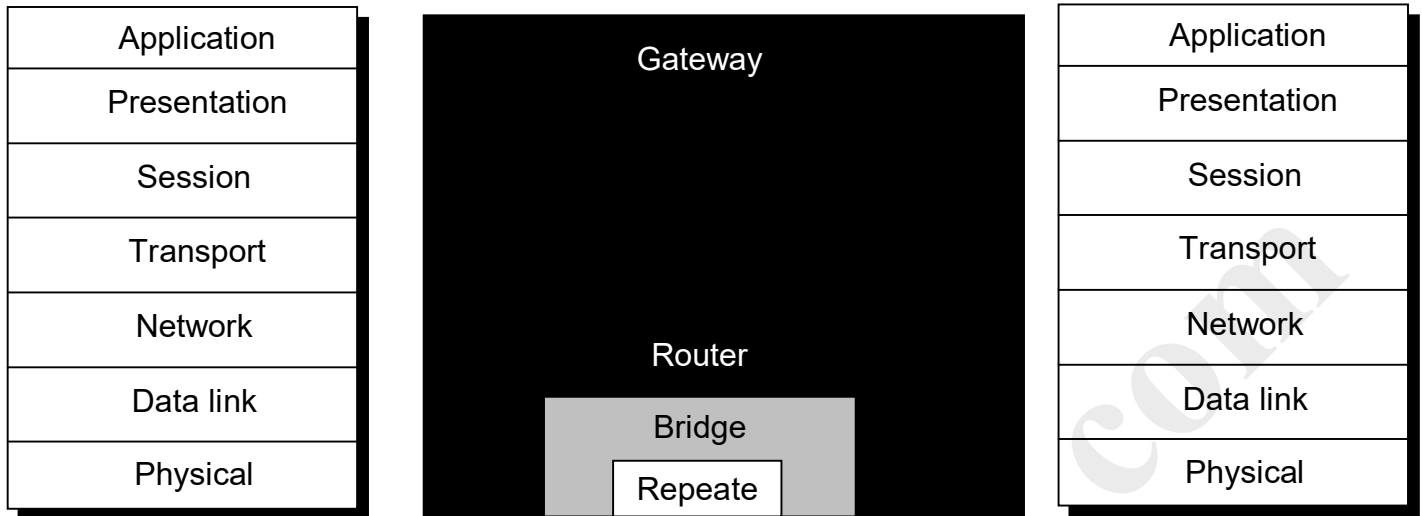 Application
Presentation
Session
Transport
Network
Data link
Physical
Gateway
Router
Bridge
Repeate
Application
Presentation
Session
Transport
Network
Data link
Physical
com